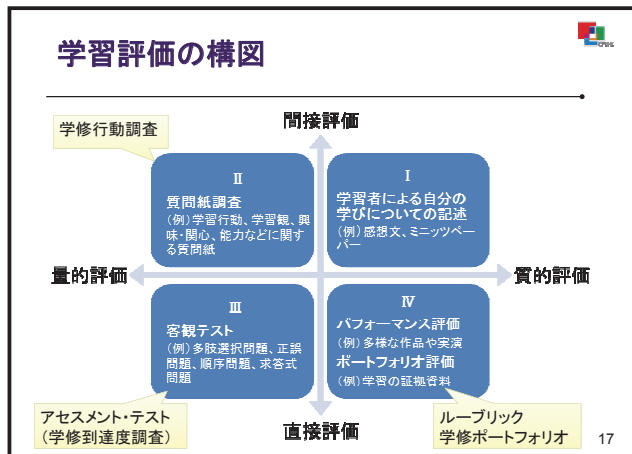 学習評価の構図
学修行動調査
間接評価
Ⅱ
質問紙調査
(例)学習行動、学習観、興
味・関心、能力などに関す
る質問紙
Ⅰ
学習者による自分の
学びについての記述
(例)感想文、ミニッツペー
パー
量的評価
質的評価
Ⅲ
客観テスト
(例)多肢選択問題、正誤
問題、順序問題、求答式
問題
Ⅳ
パフォーマンス評価
(例)多様な作品や実演
ポートフォリオ評価
(例)学習の証拠資料
アセスメント・テスト
(学修到達度調査)
直接評価
ルーブリック
学修ポートフォリオ
17